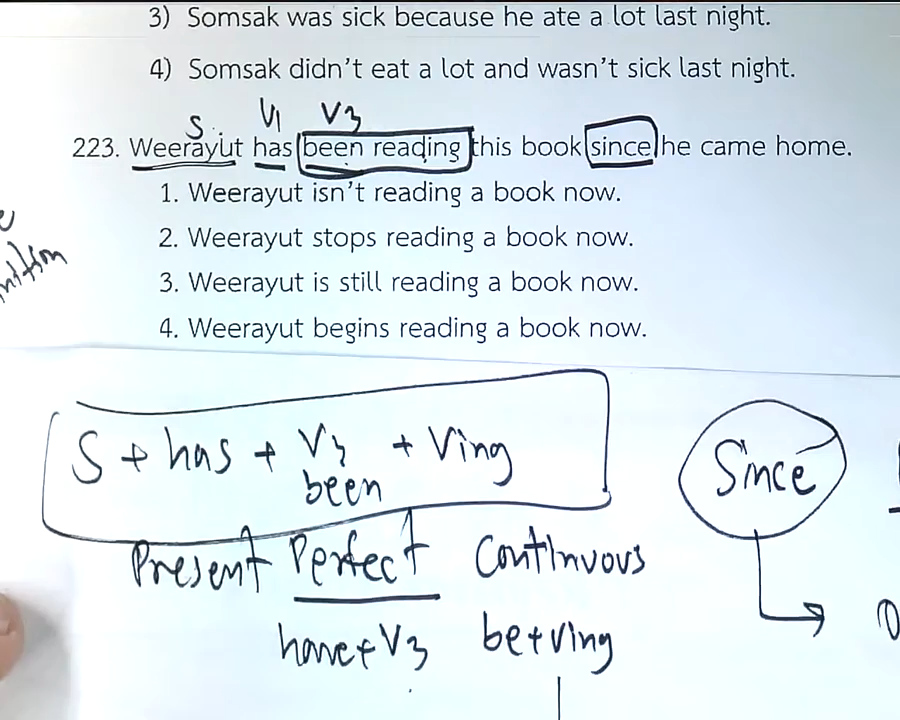 3) Somsak was sick because he ate a lot last night.
4) Somsak didn't eat a lot and wasn't sick last night.
S V1 V3
223. Weerayut has been reading this book since he came home.
1. Weerayut isn't reading a book now.
2. Weerayut stops reading a book now.
3. Weerayut is still reading a book now.
4. Weerayut begins reading a book now.
S + has + V3 + Ving
been
Since
Present Perfect Continuous
have+V3 be+ving